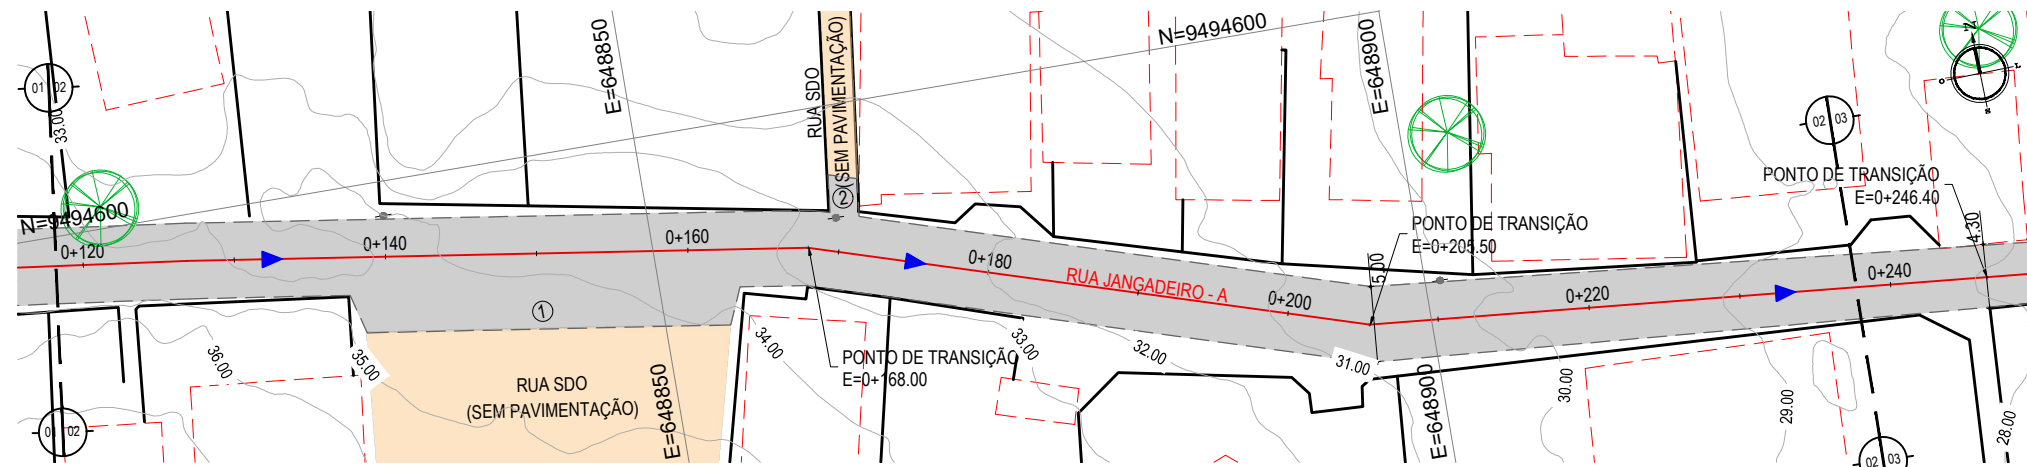 01 02
33.00
N=9494600
0+120
0+140
E=648850
0+160
RUA SDO
(SEM PAVIMENTAÇÃO)
2
N=9494600
E=648900
0+180
RUA JANGADEIRO - A
0+200
5.00
PONTO DE TRANSIÇÃO
E=0+205.50
0+220
02 03
PONTO DE TRANSIÇÃO
E=0+246.40
4.30
0+240
O
N
L
1
36.00
35.00
RUA SDO
(SEM PAVIMENTAÇÃO)
E=648850
34.00
PONTO DE TRANSIÇÃO
E=0+168.00
33.00
32.00
31.00
E=648900
30.00
29.00
28.00
01 02
02 03